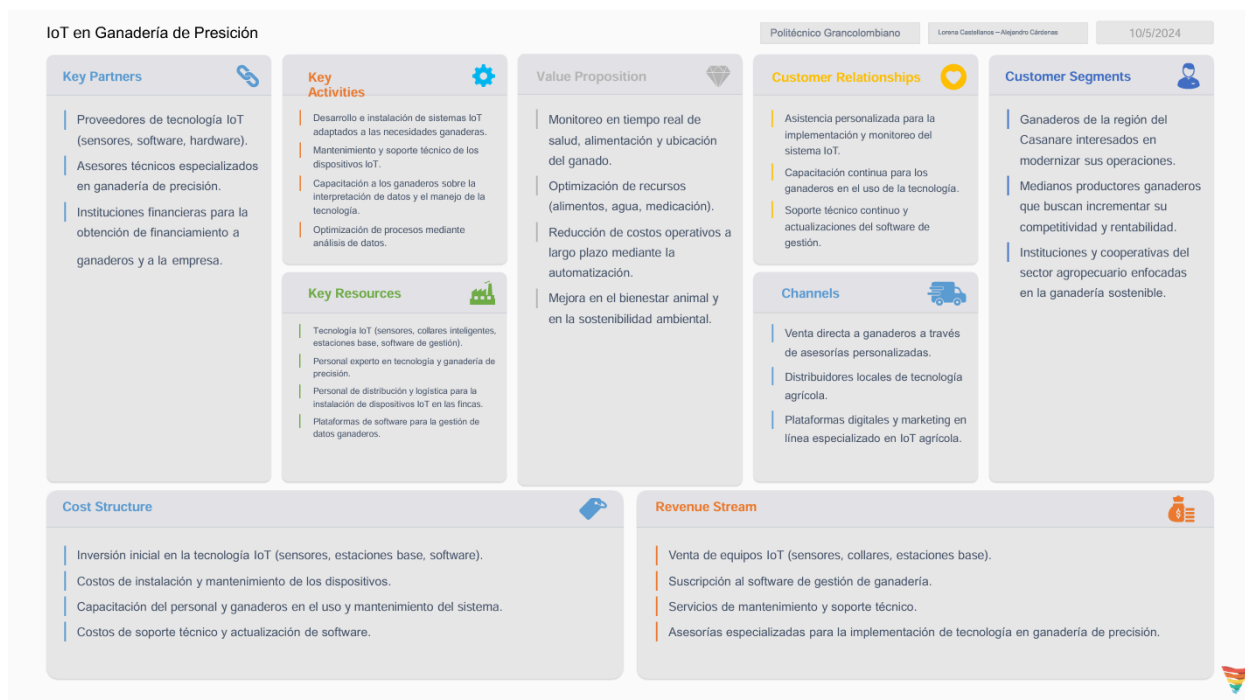 IoT en Ganadería de Presición
Politécnico Grancolombiano
Lorena Castellanos – Alejandro Cárdenas
10/5/2024
Key Partners
Proveedores de tecnología IoT
(sensores, software, hardware).
Asesores técnicos especializados
en ganadería de precisión.
Instituciones financieras para la
obtención de financiamiento a
ganaderos y a la empresa.
Key
Activities
Desarrollo e instalación de sistemas IoT
adaptados a las necesidades ganaderas.
Mantenimiento y soporte técnico de los
dispositivos IoT.
Capacitación a los ganaderos sobre la
interpretación de datos y el manejo de la
tecnología.
Optimización de procesos mediante
análisis de datos.
Key Resources
Tecnología IoT (sensores, collares inteligentes,
estaciones base, software de gestión).
Personal experto en tecnología y ganadería de
precisión.
Personal de distribución y logística para la
instalación de dispositivos IoT en las fincas.
Plataformas de software para la gestión de
datos ganaderos.
Value Proposition
Monitoreo en tiempo real de
salud, alimentación y ubicación
del ganado.
Optimización de recursos
(alimentos, agua, medicación).
Reducción de costos operativos a
largo plazo mediante la
automatización.
Mejora en el bienestar animal y
en la sostenibilidad ambiental.
Customer Relationships
Asistencia personalizada para la
implementación y monitoreo del
sistema IoT.
Capacitación continua para los
ganaderos en el uso de la tecnología.
Soporte técnico continuo y
actualizaciones del software de
gestión.
Channels
Venta directa a ganaderos a través
de asesorías personalizadas.
Distribuidores locales de tecnología
agrícola.
Plataformas digitales y marketing en
línea especializado en IoT agrícola.
Customer Segments
Ganaderos de la región del
Casanare interesados en
modernizar sus operaciones.
Medianos productores ganaderos
que buscan incrementar su
competitividad y rentabilidad.
Instituciones y cooperativas del
sector agropecuario enfocadas
en la ganadería sostenible.
Cost Structure
Inversión inicial en la tecnología IoT (sensores, estaciones base, software).
Costos de instalación y mantenimiento de los dispositivos.
Capacitación del personal y ganaderos en el uso y mantenimiento del sistema.
Costos de soporte técnico y actualización de software.
Revenue Stream
Venta de equipos IoT (sensores, collares, estaciones base).
Suscripción al software de gestión de ganadería.
Servicios de mantenimiento y soporte técnico.
Asesorías especializadas para la implementación de tecnología en ganadería de precisión.